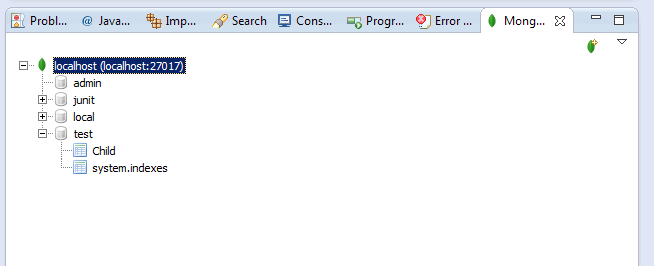 Probl... @ Java... Imp... Search Cons... Progr... Error ... Mong...
localhost (localhost:27017)
admin
junit
local
test
Child
system.indexes